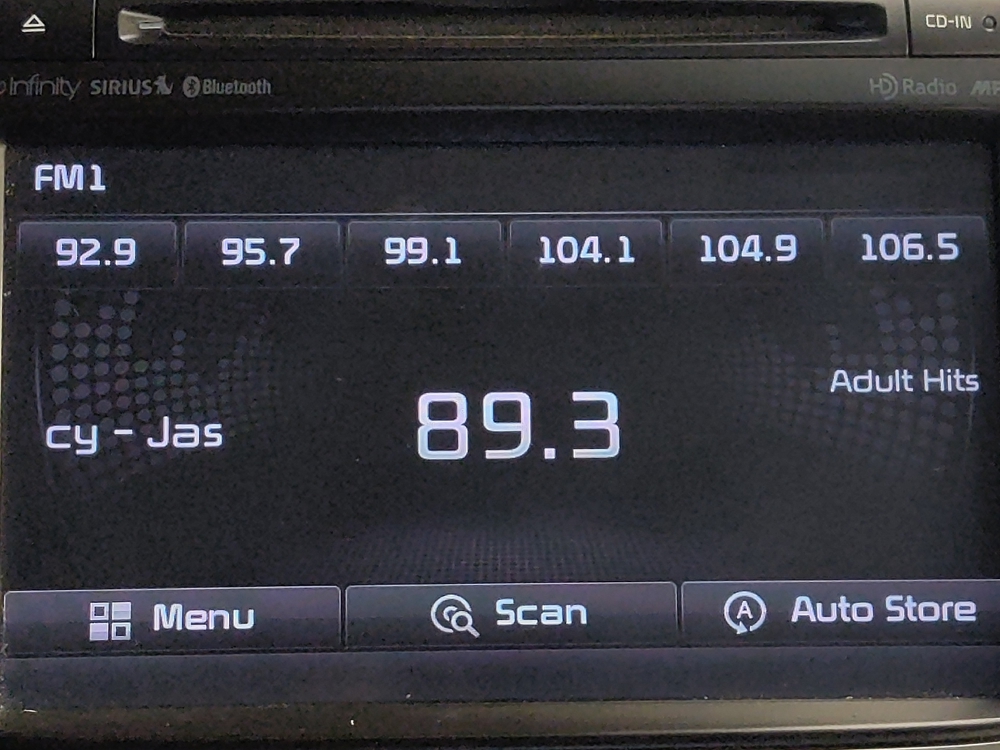 CD-IN
Infinity SIRIUS Bluetooth HD Radio
FM1
92.9 95.7 99.1 104.1 104.9 106.5
Adult Hits
cy - Jas 89.3
Menu Scan A Auto Store